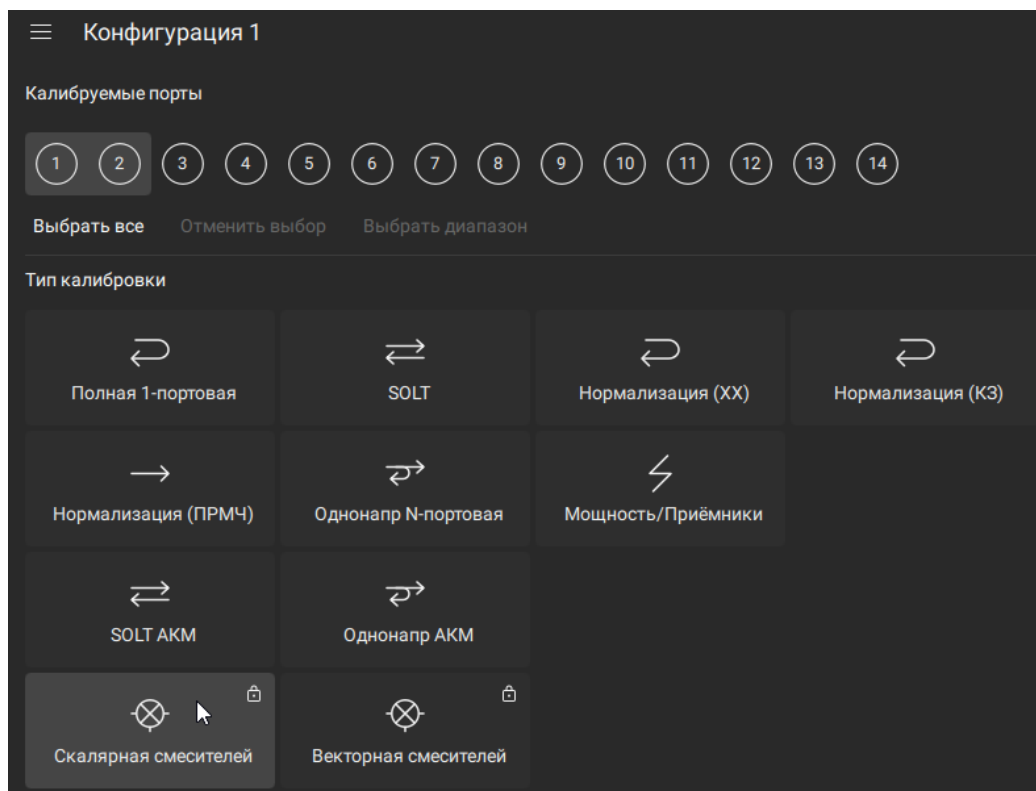 Конфигурация 1
Калибруемые порты
1 2 3 4 5 6 7 8 9 10 11 12 13 14
Выбрать все Отменить выбор Выбрать диапазон
Тип калибровки
Полная 1-портовая SOLT Нормализация (ХХ) Нормализация (КЗ)
Нормализация (ПРМЧ) Однонапр N-портовая Мощность/Приёмники
SOLT АКМ Однонапр АКМ
Скалярная смесителей Векторная смесителей